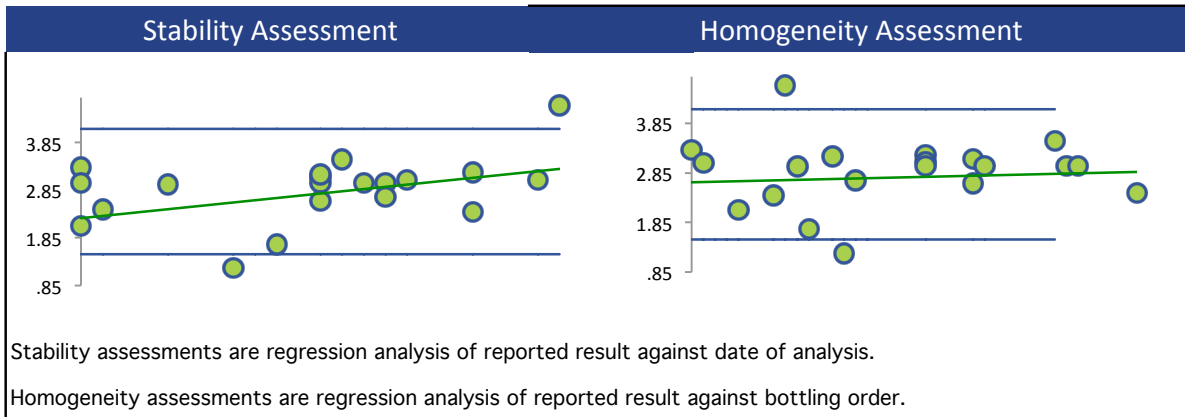 Stability Assessment
Homogeneity Assessment
3.85
2.85
1.85
.85
3.85
2.85
1.85
.85
Stability assessments are regression analysis of reported result against date of analysis.
Homogeneity assessments are regression analysis of reported result against bottling order.